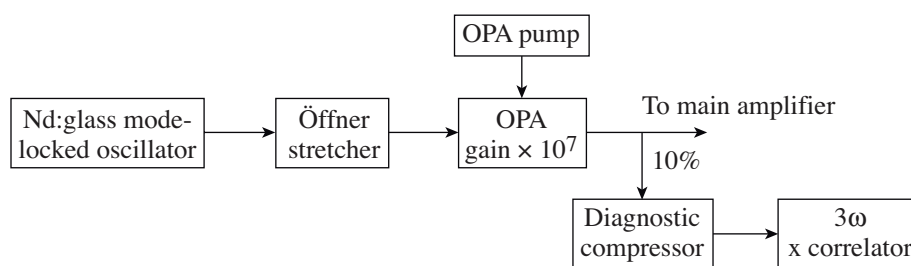 OPA pump
To main amplifier
Nd:glass mode-
locked oscillator
Öffner
stretcher
OPA
gain × 10⁷
10%
Diagnostic
compressor
3ω
x correlator